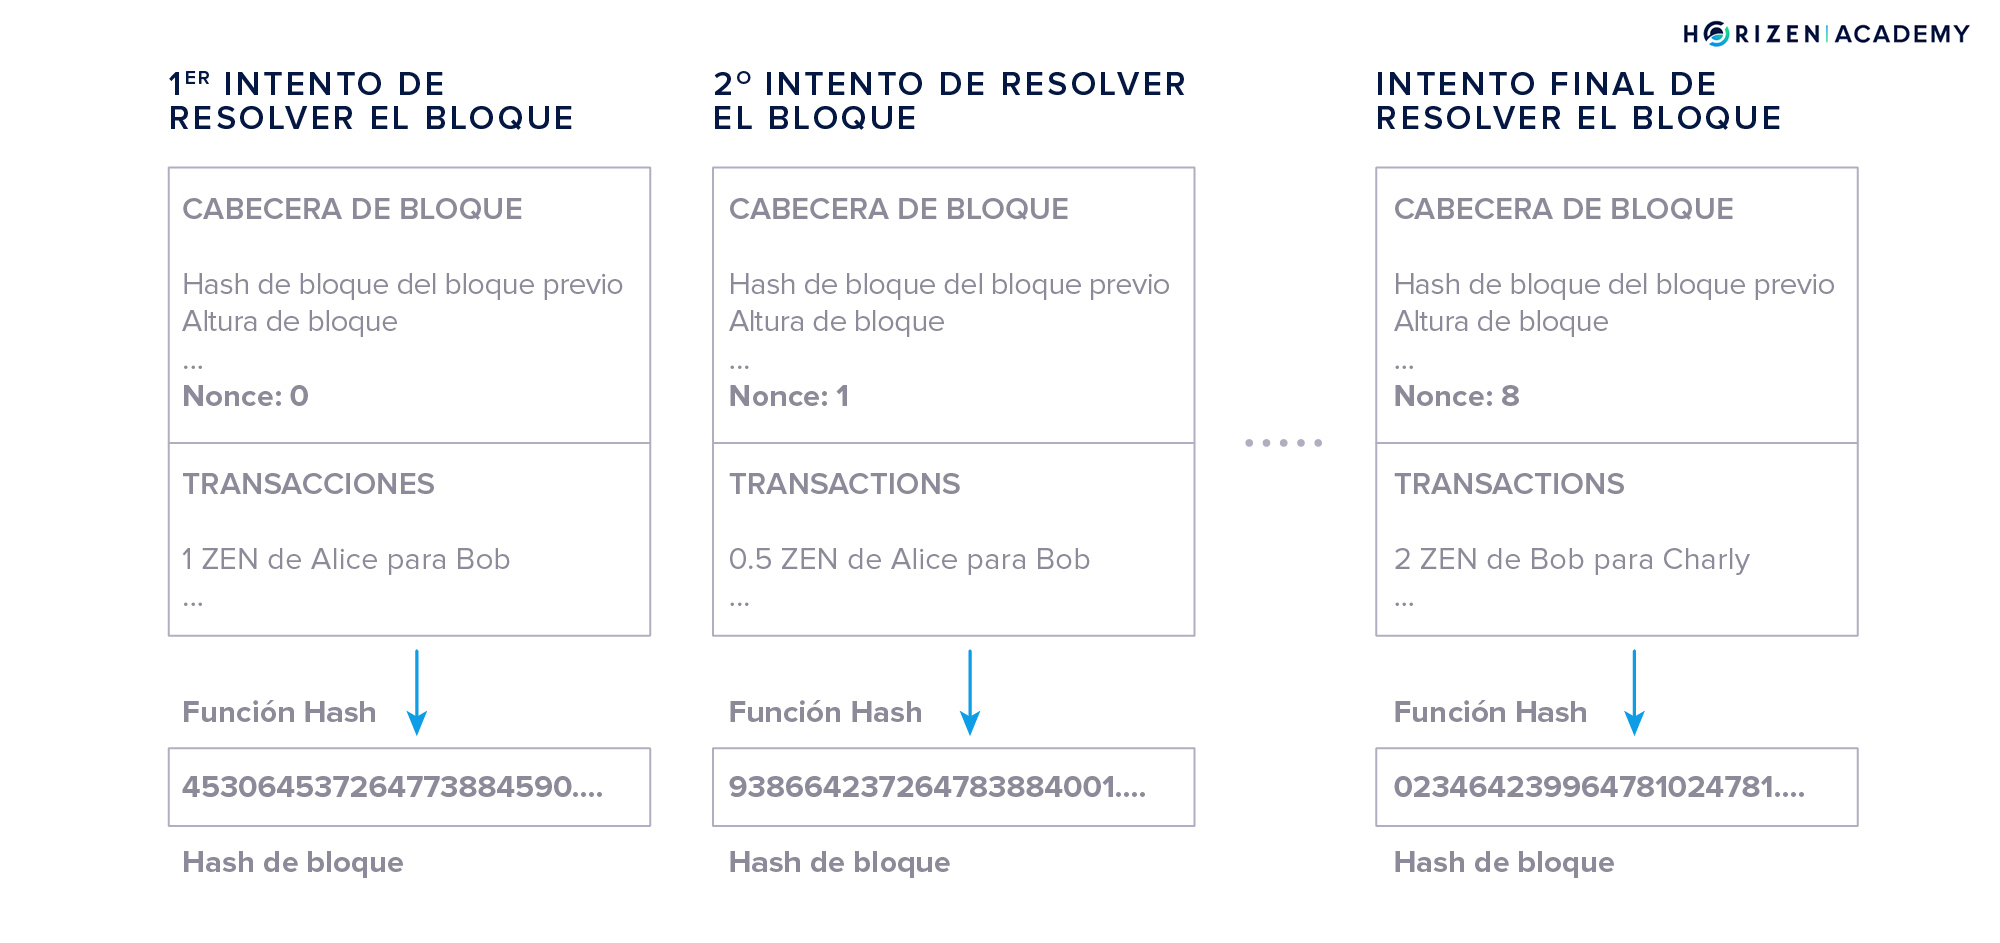 HORIZEN|ACADEMY
1ER INTENTO DE
RESOLVER EL BLOQUE
CABECERA DE BLOQUE
Hash de bloque del bloque previo
Altura de bloque
...
Nonce: 0
TRANSACCIONES
1 ZEN de Alice para Bob
...
Función Hash
453064537264773884590....
Hash de bloque
2º INTENTO DE RESOLVER
EL BLOQUE
CABECERA DE BLOQUE
Hash de bloque del bloque previo
Altura de bloque
...
Nonce: 1
TRANSACTIONS
0.5 ZEN de Alice para Bob
...
Función Hash
938664237264783884001....
Hash de bloque
.....
INTENTO FINAL DE
RESOLVER EL BLOQUE
CABECERA DE BLOQUE
Hash de bloque del bloque previo
Altura de bloque
...
Nonce: 8
TRANSACTIONS
2 ZEN de Bob para Charly
...
Función Hash
023464239964781024781....
Hash de bloque